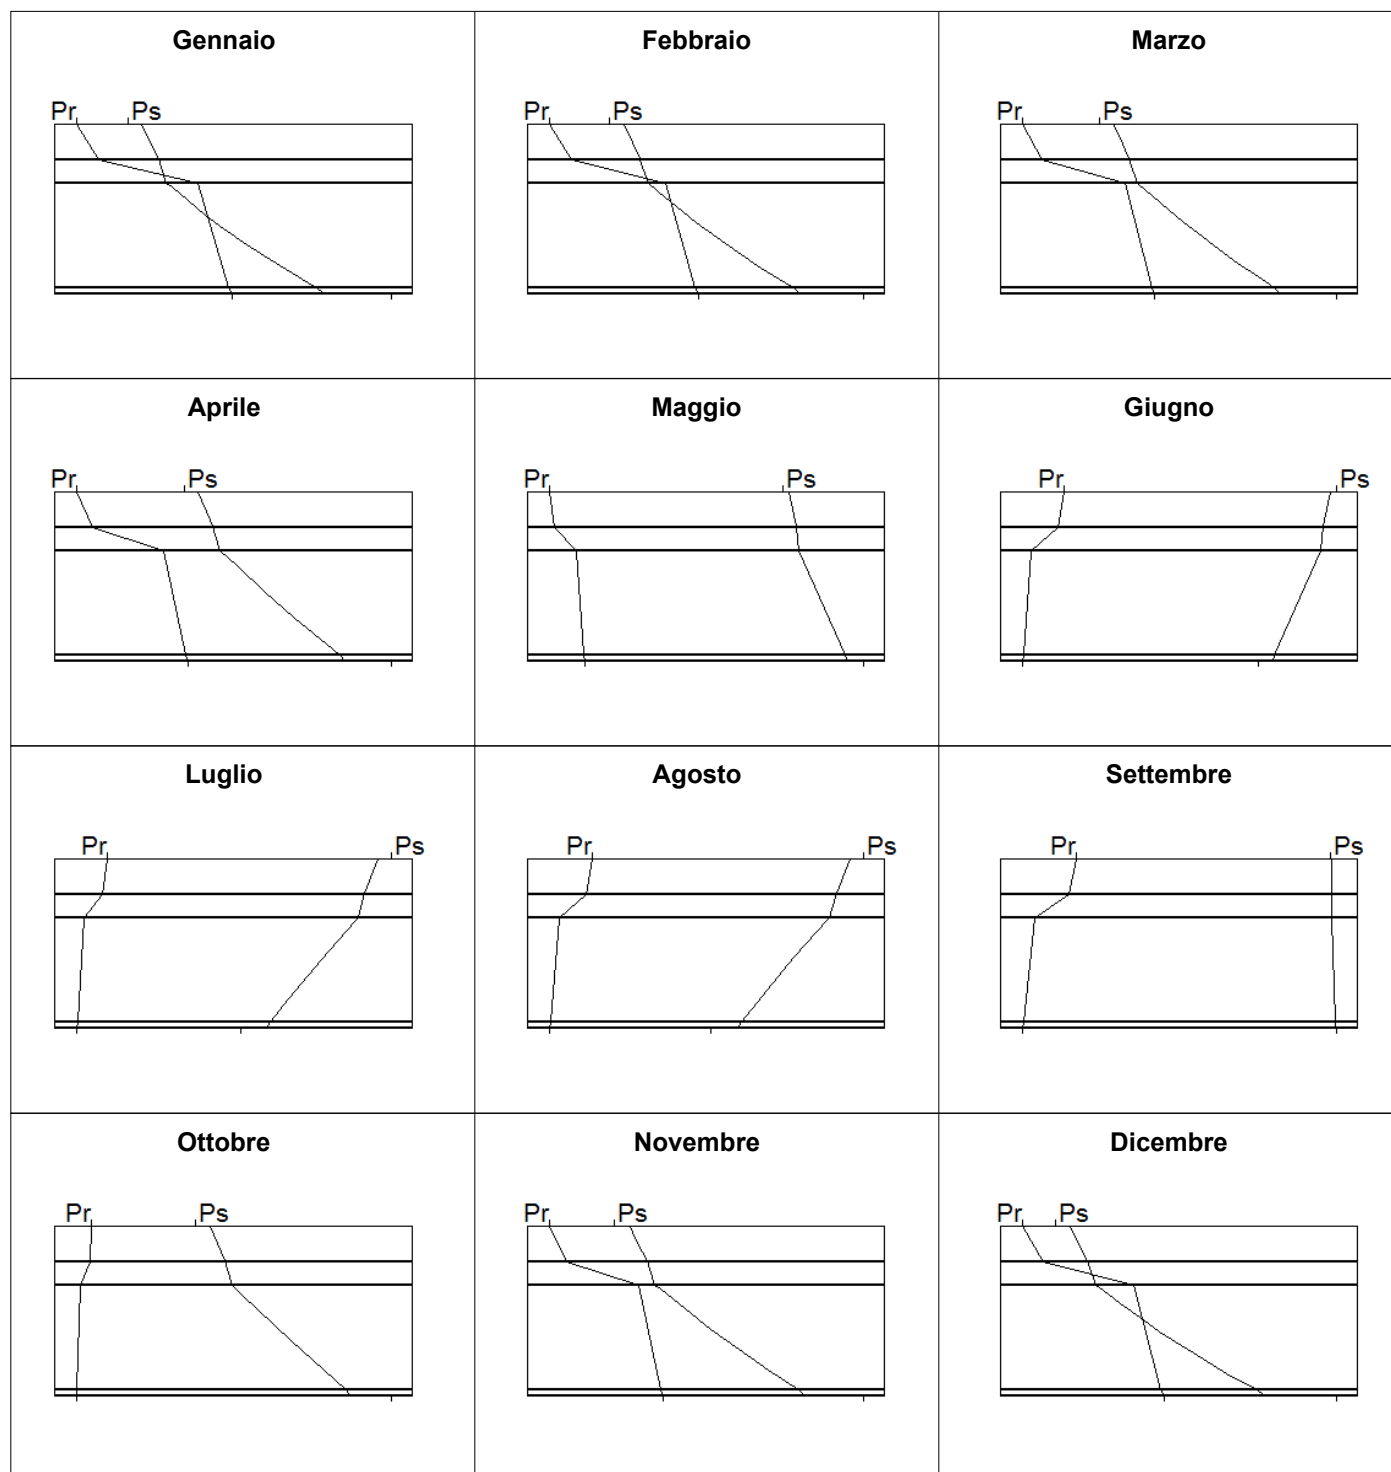 Gennaio Febbraio Marzo
Pr Ps Pr Ps Pr Ps
Aprile Maggio Giugno
Pr Ps Pr Ps Pr Ps
Luglio Agosto Settembre
Pr Ps Pr Ps Pr Ps
Ottobre Novembre Dicembre
Pr Ps Pr Ps Pr Ps